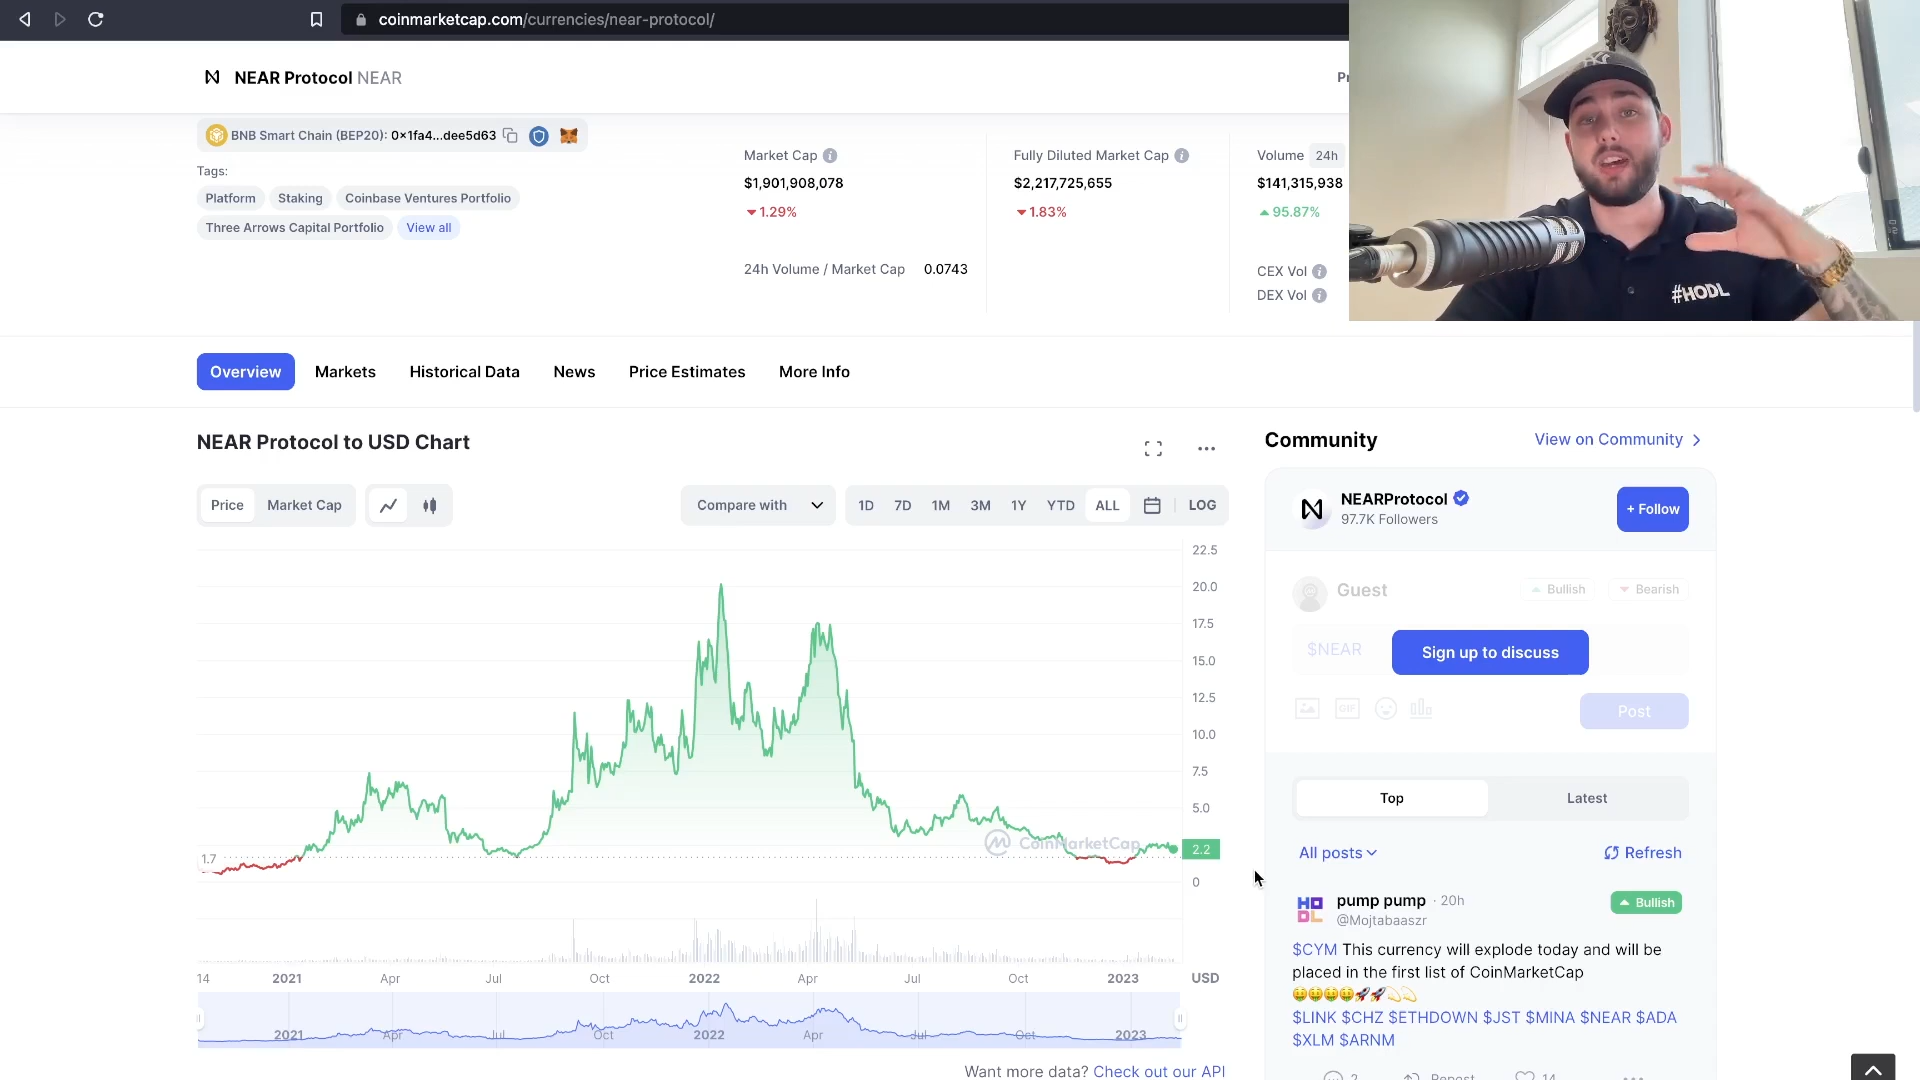 coinmarketcap.com/currencies/near-protocol/
NEAR Protocol NEAR
BNB Smart Chain (BEP20): 0x1fa4...dee5d63
Tags:
Platform
Staking
Coinbase Ventures Portfolio
Three Arrows Capital Portfolio
View all
Market Cap
$1,901,908,078
1.29%
24h Volume / Market Cap 0.0743
Fully Diluted Market Cap
$2,217,725,655
1.83%
Volume 24h
$141,315,938
95.87%
CEX Vol
DEX Vol
#HODL
Overview
Markets
Historical Data
News
Price Estimates
More Info
NEAR Protocol to USD Chart
Price
Market Cap
Compare with
1D
7D
1M
3M
1Y
YTD
ALL
LOG
22.5
20.0
17.5
15.0
12.5
10.0
7.5
5.0
2.2
0
1.7
CoinMarketCap
14
2021
Apr
Jul
Oct
2022
Apr
Jul
Oct
2023
USD
2021
Apr
Jul
Oct
2022
Apr
Jul
Oct
2023
Want more data? Check out our API
Community
View on Community
NEARProtocol
97.7K Followers
+ Follow
Guest
Bullish
Bearish
$NEAR
Sign up to discuss
GIF
Post
Top
Latest
All posts
Refresh
HODL
pump pump · 20h
@Mojtabaaszr
Bullish
$CYM This currency will explode today and will be
placed in the first list of CoinMarketCap
🤑🤑🤑🤑🚀🚀💫💫
$LINK $CHZ $ETHDOWN $JST $MINA $NEAR $ADA
$XLM $ARNM
2
Repost
14